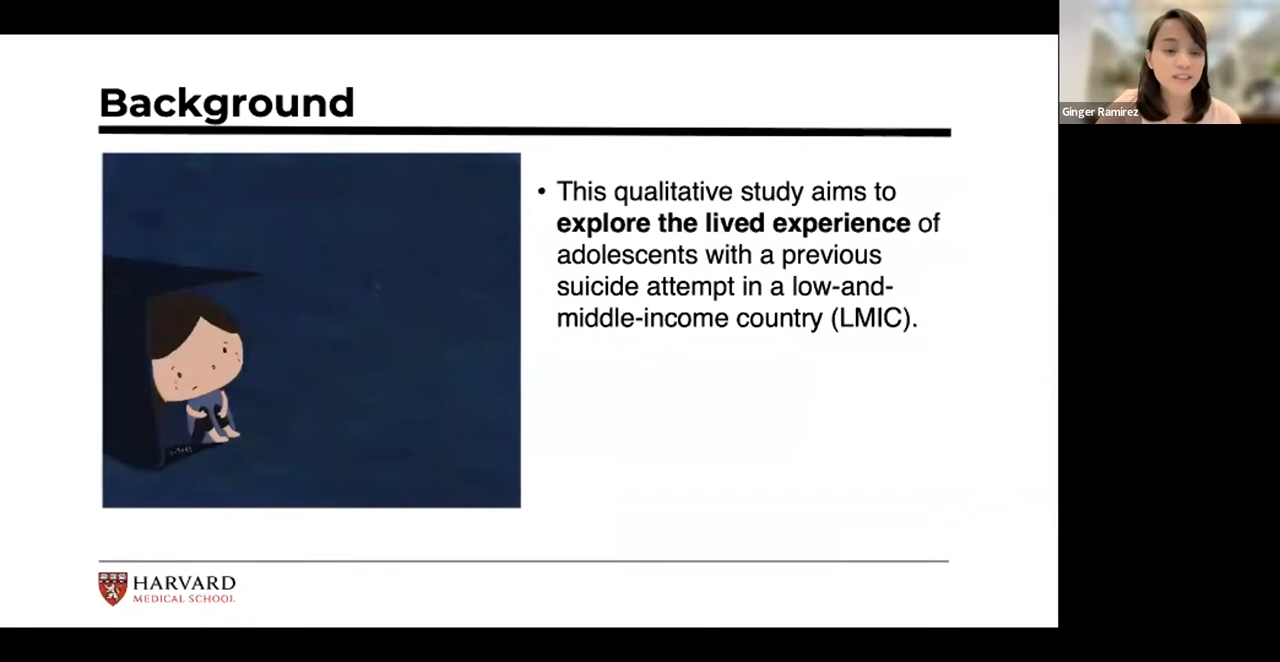 Background
• This qualitative study aims to
explore the lived experience of
adolescents with a previous
suicide attempt in a low-and-
middle-income country (LMIC).
HARVARD
MEDICAL SCHOOL
Ginger Ramirez